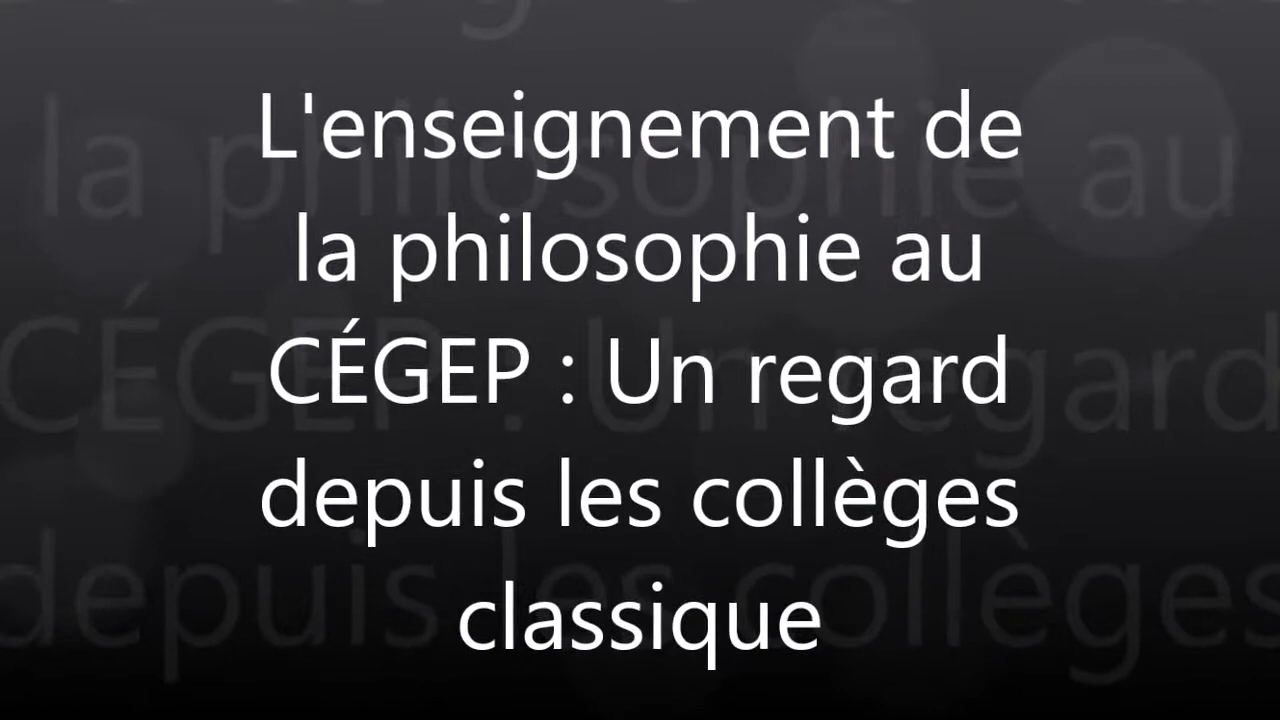 L'enseignement de
la philosophie au
CÉGEP : Un regard
depuis les collèges
classique